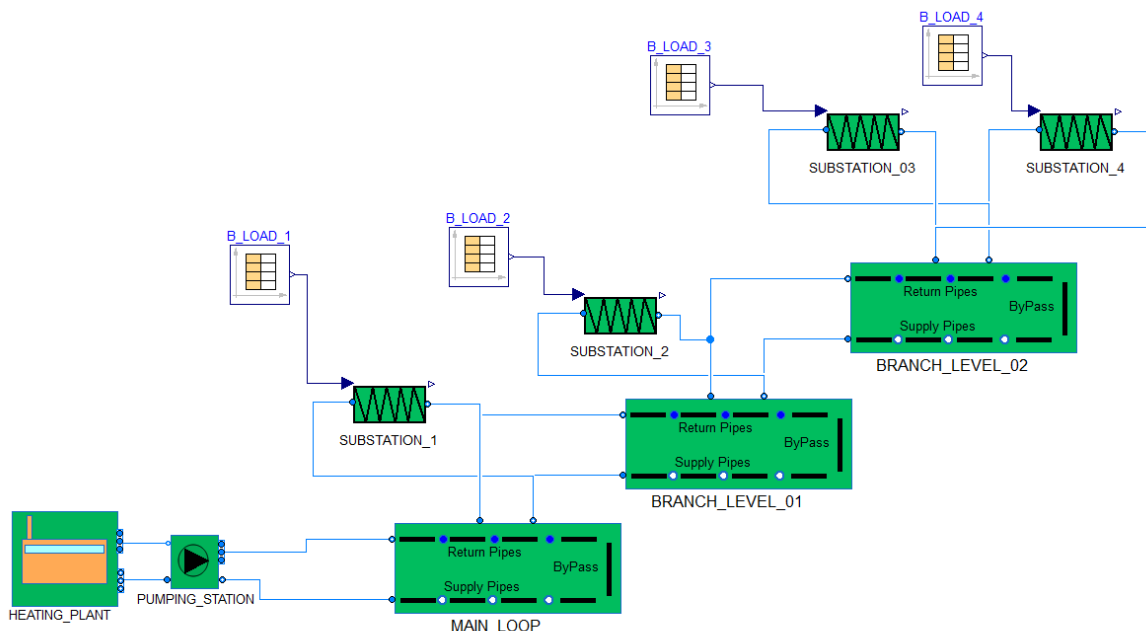 B_LOAD_4
B_LOAD_3
SUBSTATION_03
SUBSTATION_4
B_LOAD_2
B_LOAD_1
Return Pipes
ByPass
Supply Pipes
SUBSTATION_2
BRANCH_LEVEL_02
SUBSTATION_1
Return Pipes
ByPass
Supply Pipes
BRANCH_LEVEL_01
Return Pipes
ByPass
Supply Pipes
HEATING_PLANT
PUMPING_STATION
MAIN_LOOP